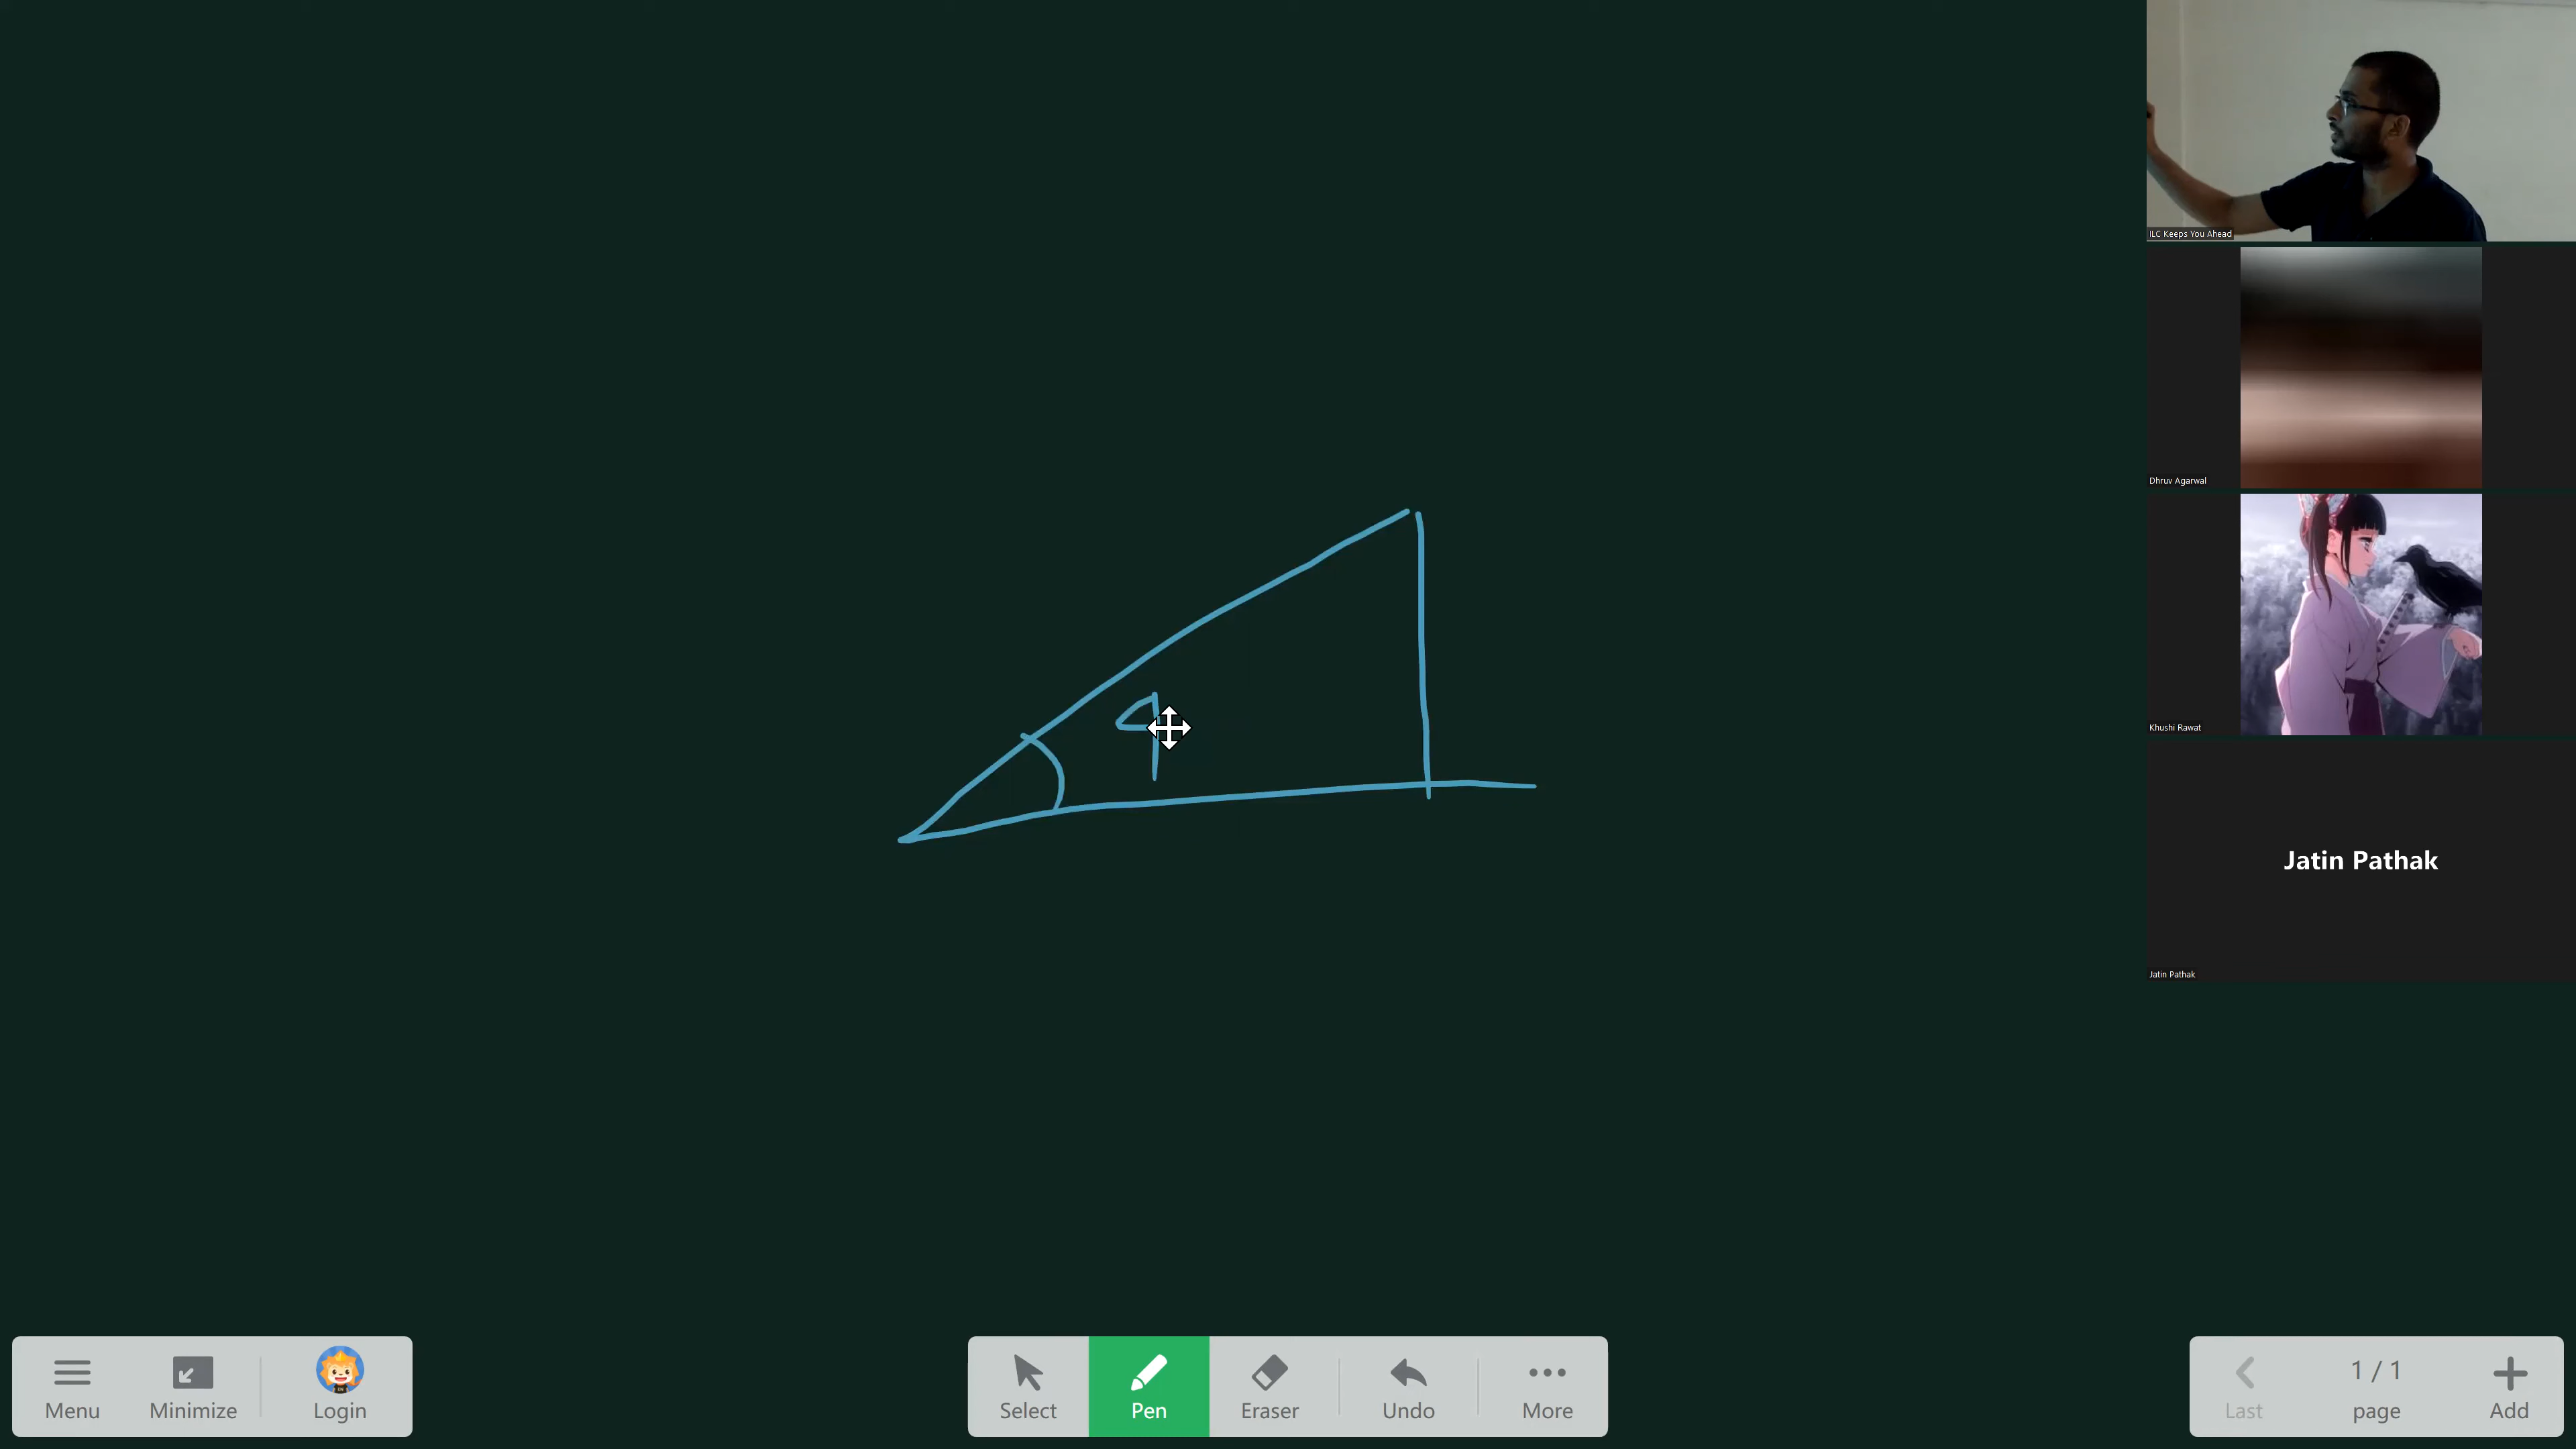 ILC Keeps You Ahead
Dhruv Agarwal
Khushi Rawat
Jatin Pathak
Jatin Pathak
9
Menu
Minimize
Login
Select
Pen
Eraser
Undo
More
Last
1 / 1
page
Add